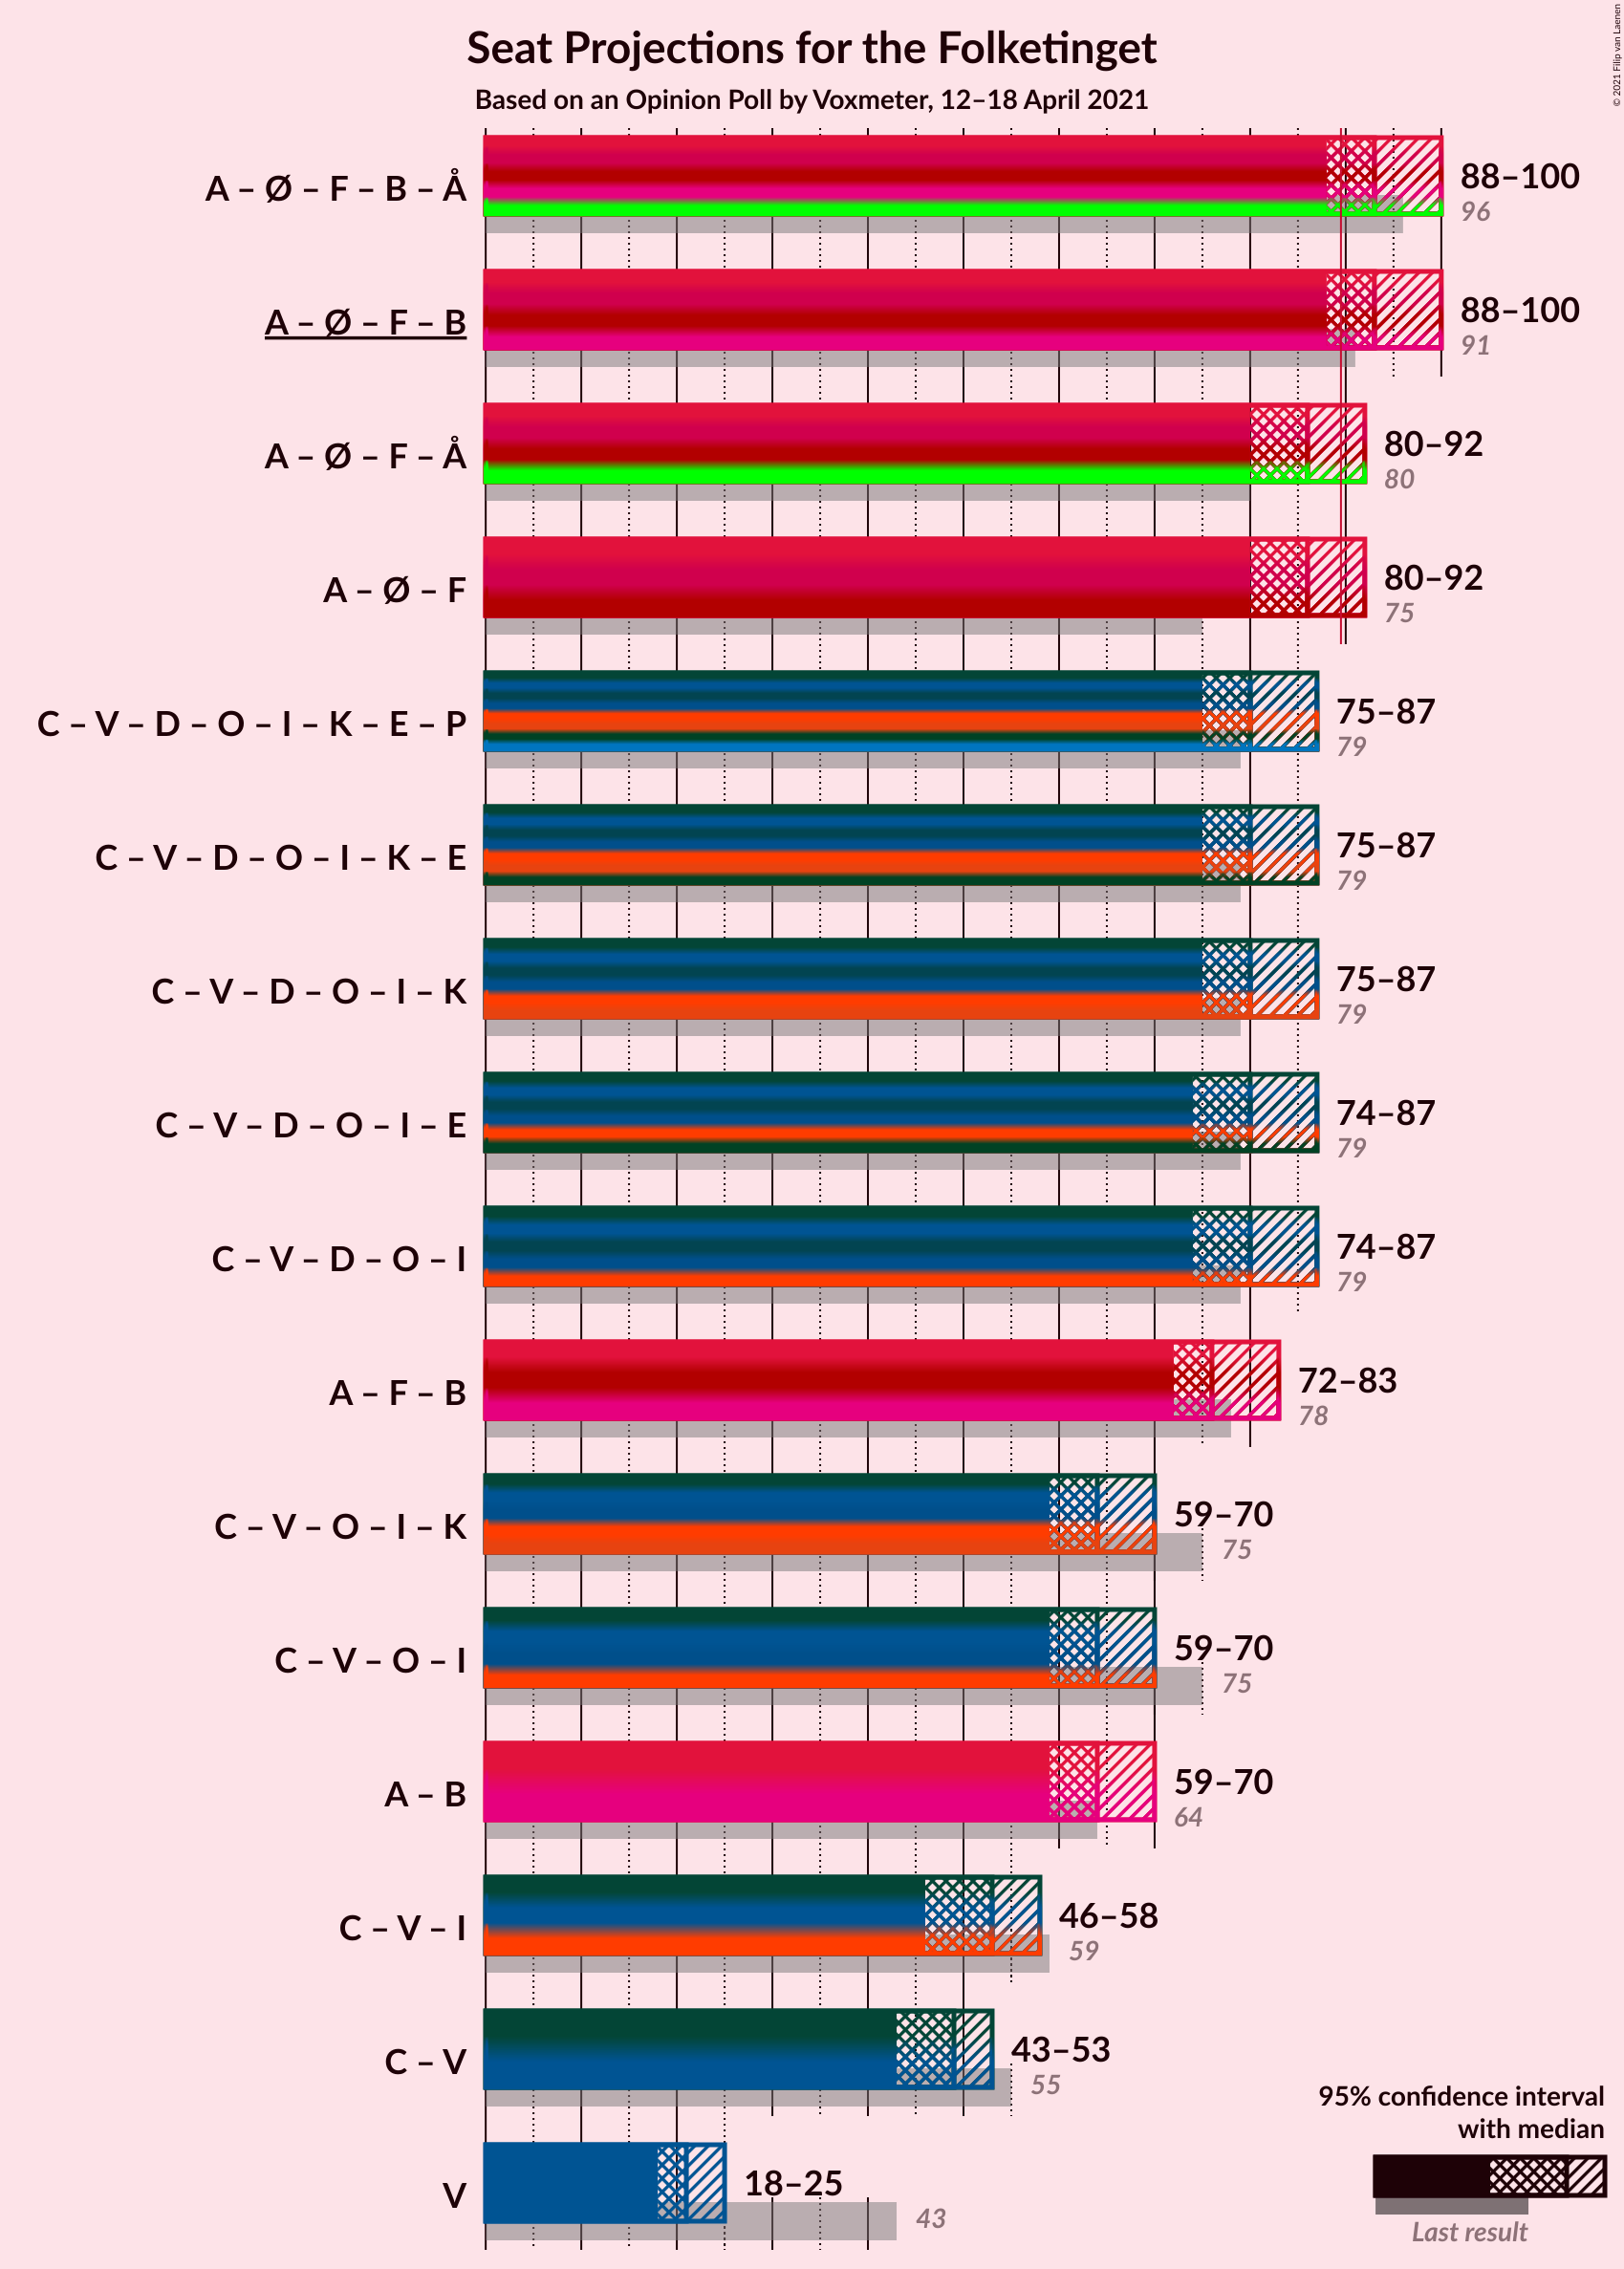 © 2021 Filip van Laenen
Seat Projections for the Folketinget
Based on an Opinion Poll by Voxmeter, 12–18 April 2021
A – Ø – F – B – Å
88–100
96
A – Ø – F – B
88–100
91
A – Ø – F – Å
80–92
80
A – Ø – F
80–92
75
C – V – D – O – I – K – E – P
75–87
79
C – V – D – O – I – K – E
75–87
79
C – V – D – O – I – K
75–87
79
C – V – D – O – I – E
74–87
79
C – V – D – O – I
74–87
79
A – F – B
72–83
78
C – V – O – I – K
59–70
75
C – V – O – I
59–70
75
A – B
59–70
64
C – V – I
46–58
59
C – V
43–53
55
V
18–25
43
95% confidence interval
with median
Last result